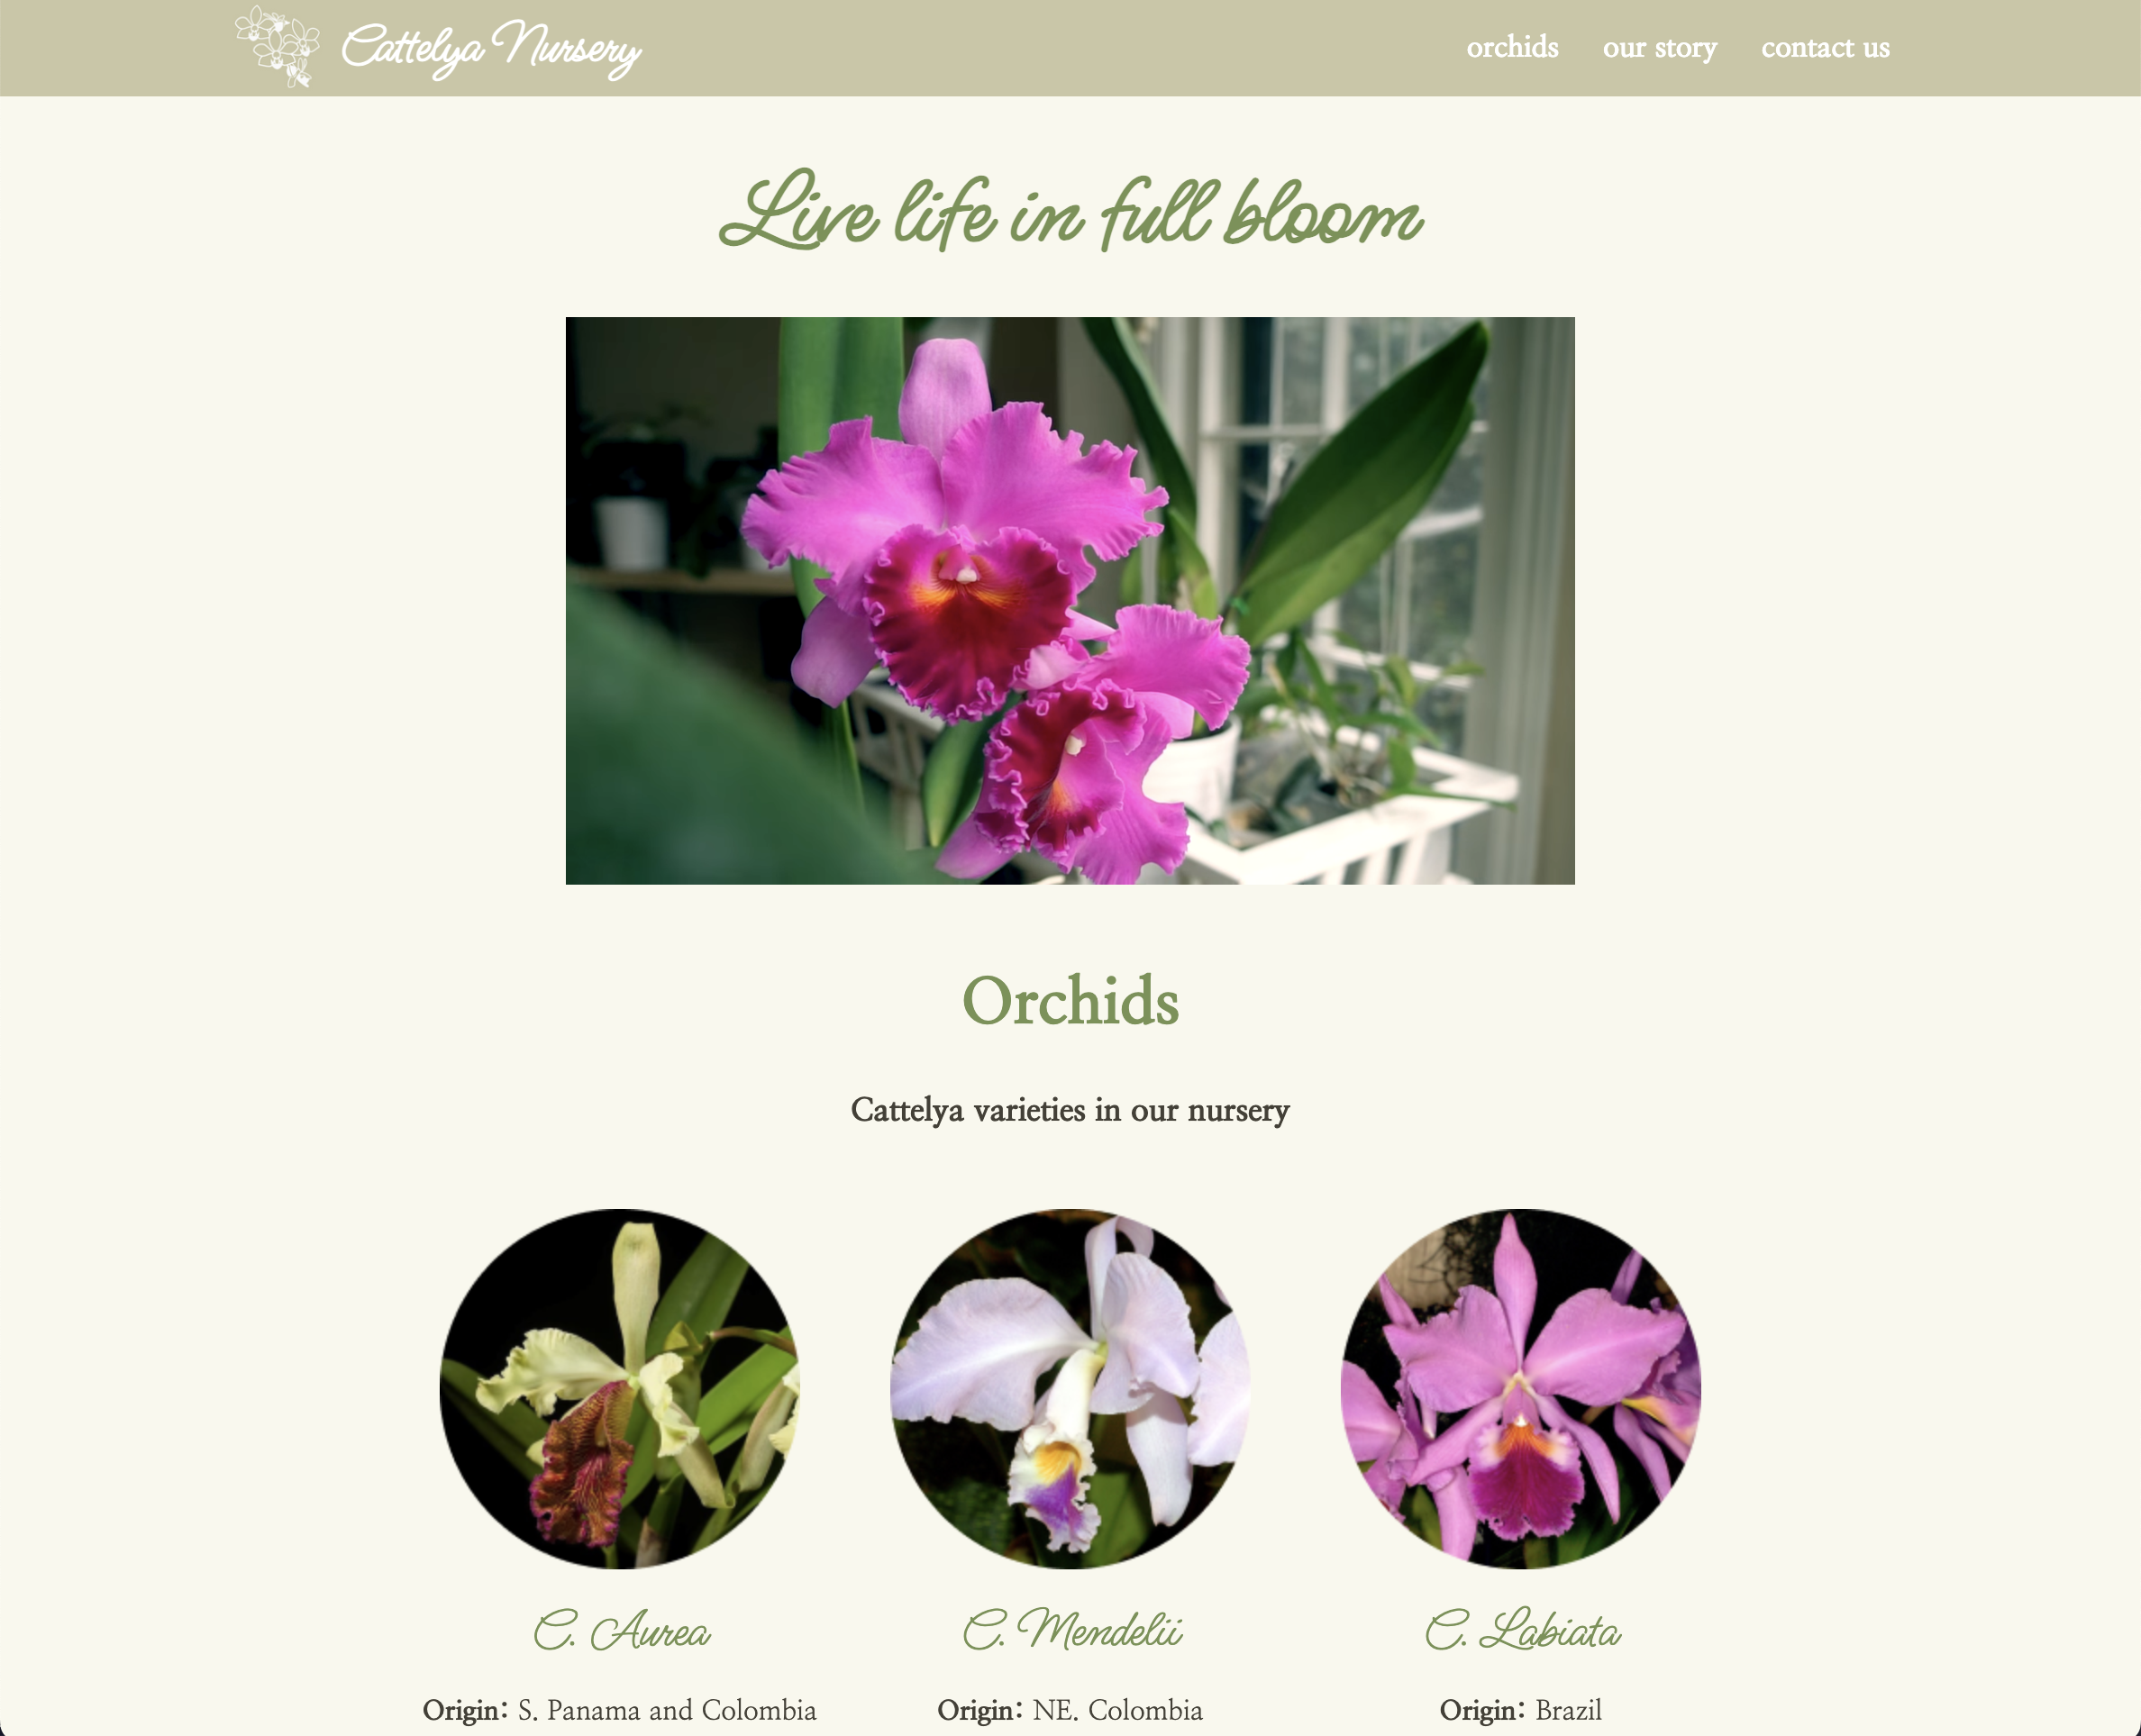 Cattelya Nursery
orchids our story contact us
Live life in full bloom
Orchids
Cattelya varieties in our nursery
C. Aurea
Origin: S. Panama and Colombia
C. Mendelii
Origin: NE. Colombia
C. Labiata
Origin: Brazil